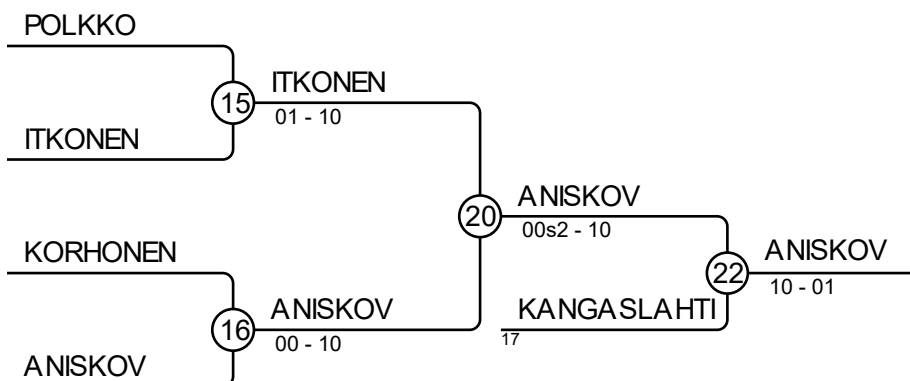 POLKKO
15
ITKONEN
01 - 10
ITKONEN
20
ANISKOV
00s2 - 10
KORHONEN
22
ANISKOV
10 - 01
16
ANISKOV
00 - 10
KANGASLAHTI
17
ANISKOV